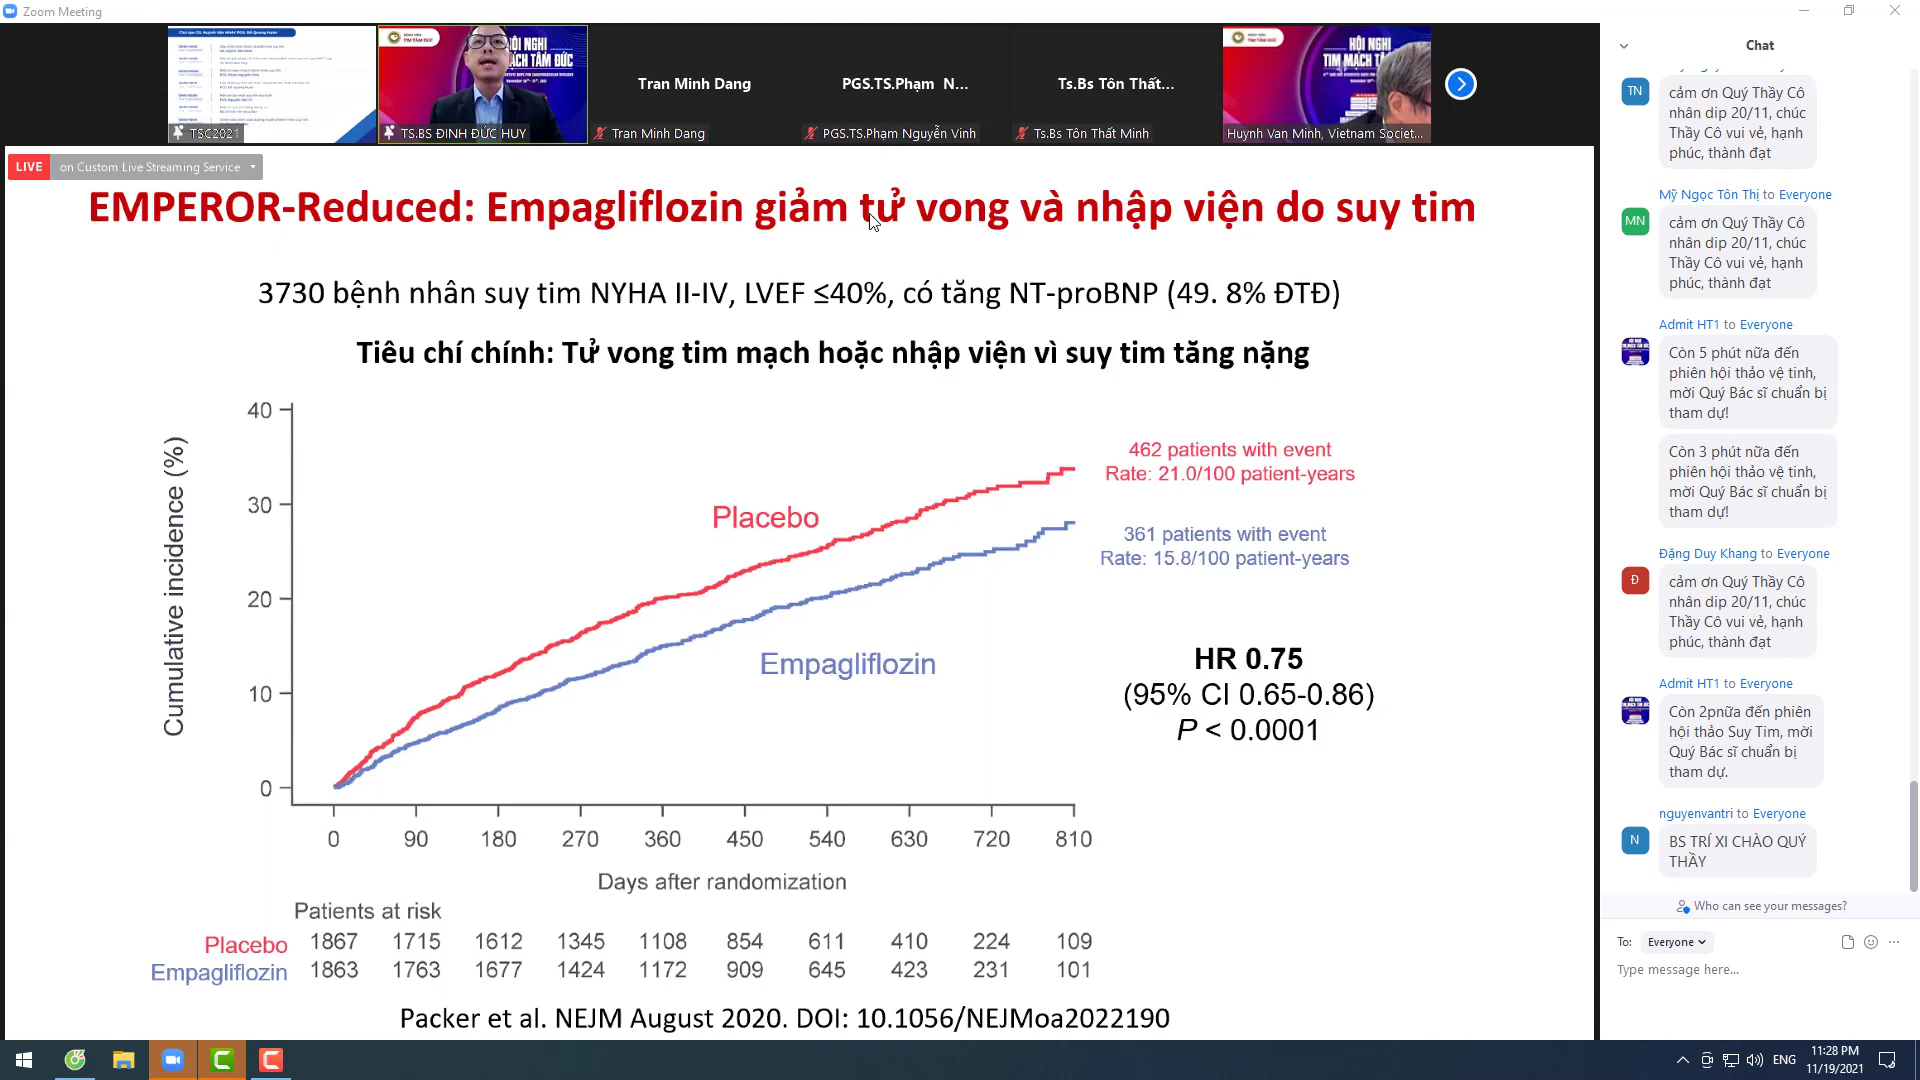 Zoom Meeting
TSC2021
TS.BS ĐINH ĐỨC HUY
Tran Minh Dang
Tran Minh Dang
PGS.TS.Phạm N...
PGS.TS.Phạm Nguyễn Vinh
Ts.Bs Tôn Thất...
Ts.Bs Tôn Thất Minh
HỘI NGHỊ
Huynh Van Minh, Vietnam Societ...
LIVE on Custom Live Streaming Service
EMPEROR-Reduced: Empagliflozin giảm tử vong và nhập viện do suy tim
3730 bệnh nhân suy tim NYHA II-IV, LVEF ≤40%, có tăng NT-proBNP (49. 8% ĐTĐ)
Tiêu chí chính: Tử vong tim mạch hoặc nhập viện vì suy tim tăng nặng
Cumulative incidence (%)
40
30
20
10
0
Placebo
Empagliflozin
462 patients with event
Rate: 21.0/100 patient-years
361 patients with event
Rate: 15.8/100 patient-years
HR 0.75
(95% CI 0.65-0.86)
P < 0.0001
0 90 180 270 360 450 540 630 720 810
Days after randomization
Patients at risk
Placebo 1867 1715 1612 1345 1108 854 611 410 224 109
Empagliflozin 1863 1763 1677 1424 1172 909 645 423 231 101
Packer et al. NEJM August 2020. DOI: 10.1056/NEJMoa2022190
Chat
TN
cảm ơn Quý Thầy Cô
nhân dip 20/11, chúc
Thầy Cô vui vẻ, hạnh
phúc, thành đạt
Mỹ Ngọc Tôn Thị to Everyone
MN
cảm ơn Quý Thầy Cô
nhân dip 20/11, chúc
Thầy Cô vui vẻ, hạnh
phúc, thành đạt
Admit HT1 to Everyone
Còn 5 phút nữa đến
phiên hội thảo vệ tinh,
mời Quý Bác sĩ chuẩn bị
tham dự!
Còn 3 phút nữa đến
phiên hội thảo vệ tinh,
mời Quý Bác sĩ chuẩn bị
tham dự!
Đặng Duy Khang to Everyone
Đ
cảm ơn Quý Thầy Cô
nhân dip 20/11, chúc
Thầy Cô vui vẻ, hạnh
phúc, thành đạt
Admit HT1 to Everyone
Còn 2pnữa đến phiên
hội thảo Suy Tim, mời
Quý Bác sĩ chuẩn bị
tham dự.
nguyenvantri to Everyone
N
BS TRÍ XI CHÀO QUÝ
THẦY
Who can see your messages?
To: Everyone
Type message here...
ENG
11:28 PM
11/19/2021